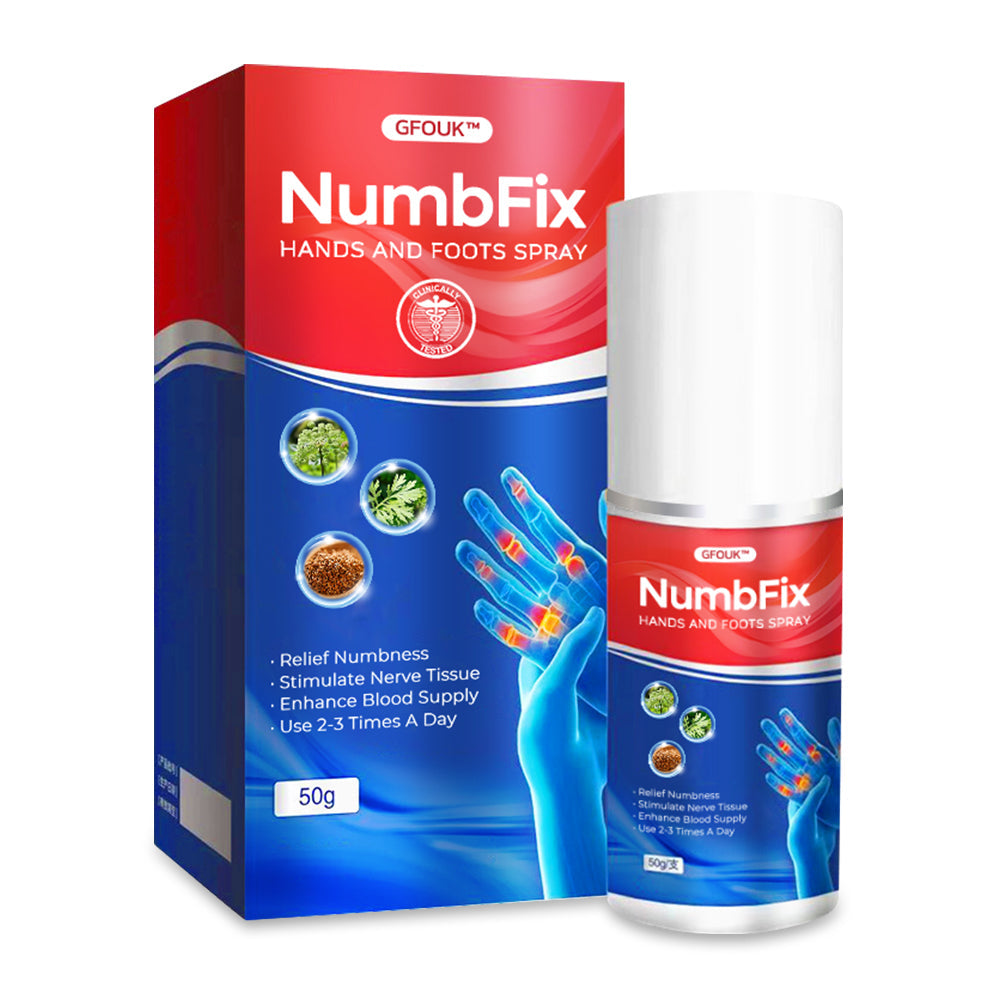 GFOUK™
NumbFix
HANDS AND FOOTS SPRAY
CLINICALLY
TESTED
· Relief Numbness
· Stimulate Nerve Tissue
· Enhance Blood Supply
· Use 2-3 Times A Day
50g
GFOUK™
NumbFix
HANDS AND FOOTS SPRAY
· Relief Numbness
· Stimulate Nerve Tissue
· Enhance Blood Supply
· Use 2-3 Times A Day
50g/支